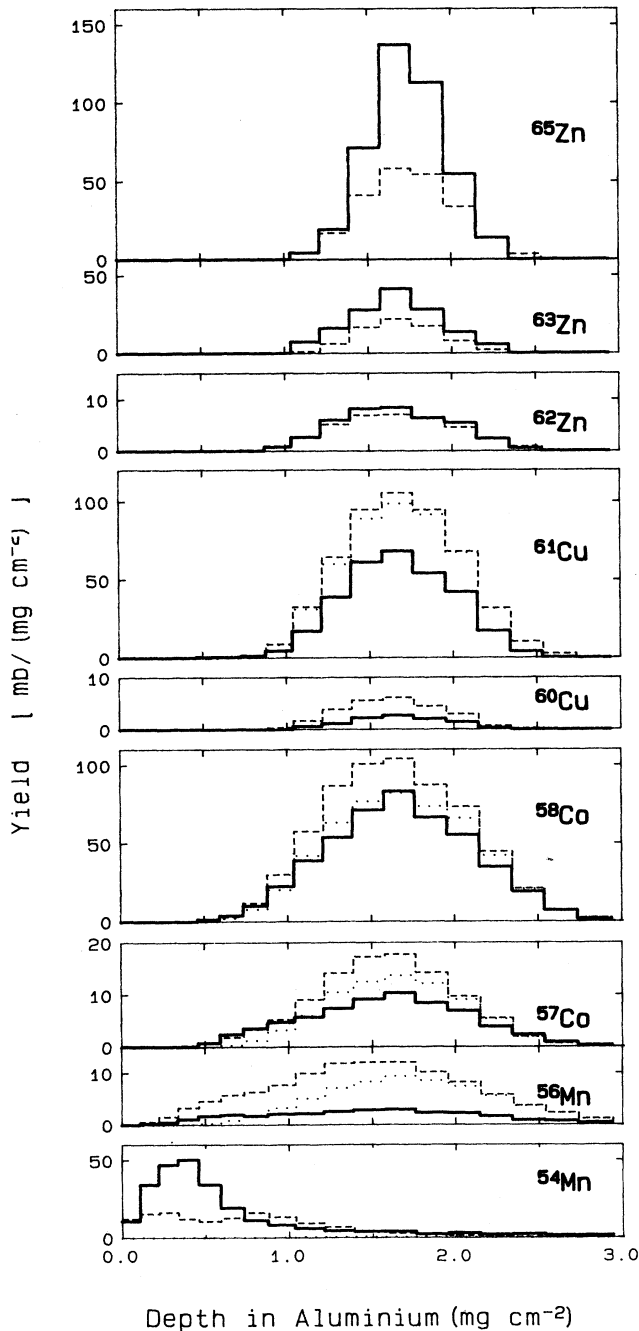 150
100
50
0
⁶⁵Zn
50
0
⁶³Zn
10
0
⁶²Zn
100
50
0
⁶¹Cu
10
0
⁶⁰Cu
100
50
0
⁵⁸Co
20
10
0
⁵⁷Co
10
0
⁵⁶Mn
50
0
⁵⁴Mn
0.0 1.0 2.0 3.0
Depth in Aluminium (mg cm⁻²)
Yield [ mb/ (mg cm⁻²) ]